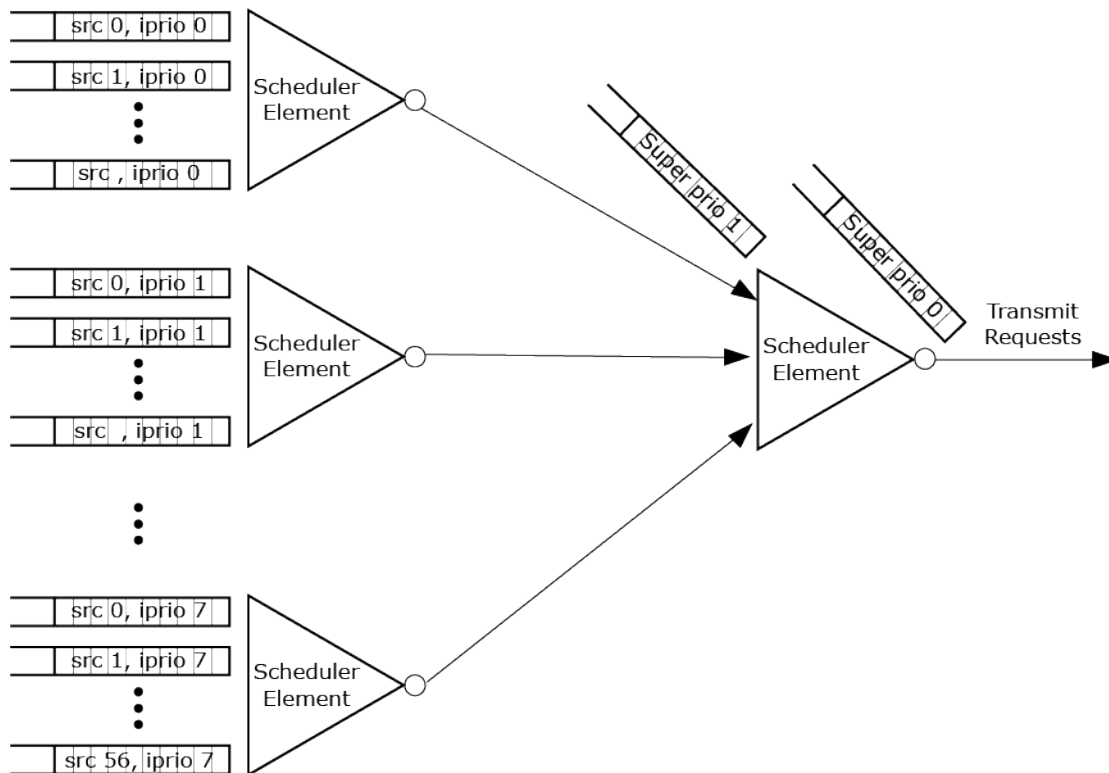 src 0, iprio 0
src 1, iprio 0
src , iprio 0
Scheduler
Element
src 0, iprio 1
src 1, iprio 1
src , iprio 1
Scheduler
Element
src 0, iprio 7
src 1, iprio 7
src 56, iprio 7
Scheduler
Element
Super prio 1
Super prio 0
Scheduler
Element
Transmit
Requests